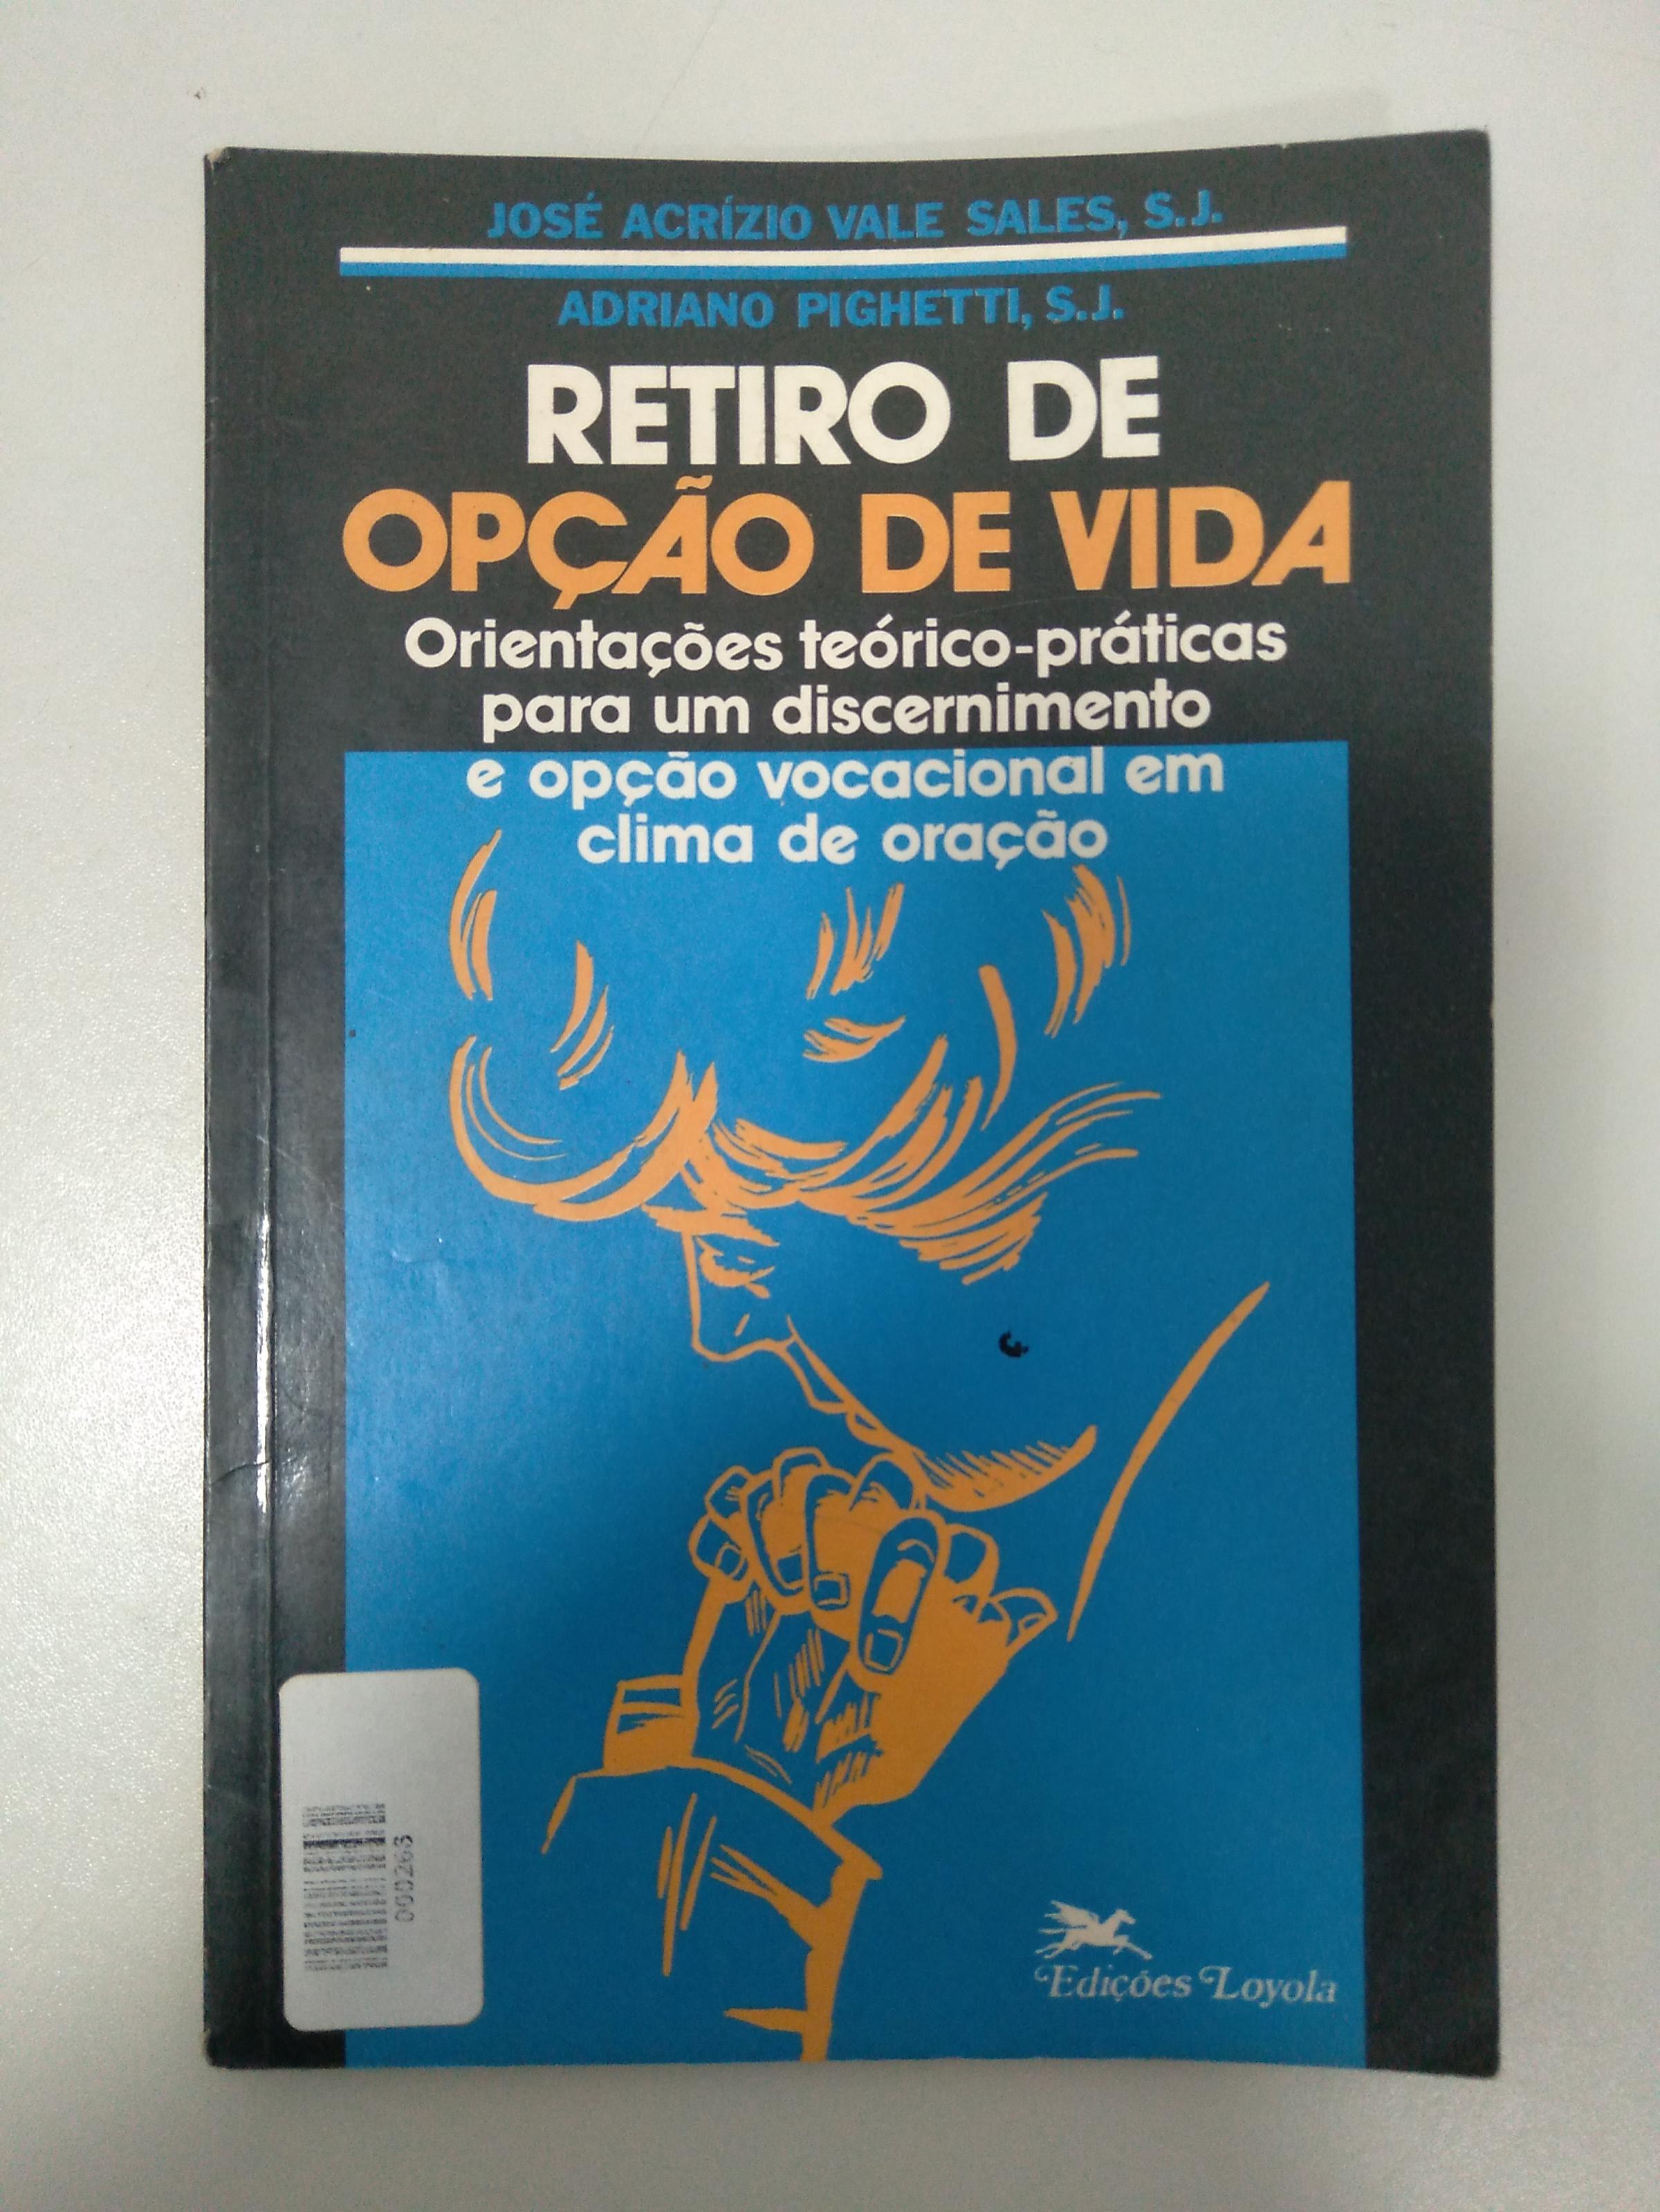 JOSÉ ACRÍZIO VALE SALES, S.J.
ADRIANO PIGHETTI, S.J.
RETIRO DE
OPÇÃO DE VIDA
Orientações teórico-práticas
para um discernimento
e opção vocacional em
clima de oração
000263
Edições Loyola